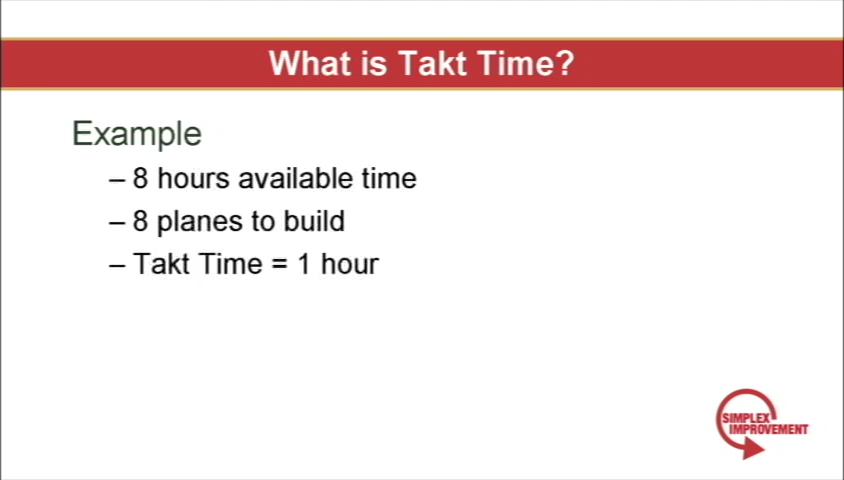 What is Takt Time?
Example
– 8 hours available time
– 8 planes to build
– Takt Time = 1 hour
SIMPLEX
IMPROVEMENT